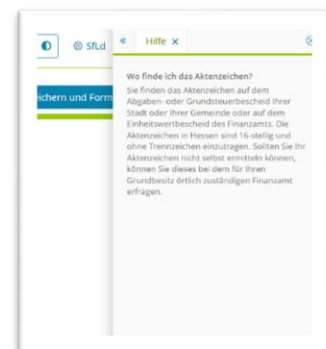 © SfLd
« Hilfe ×
ichern und Form
Wo finde ich das Aktenzeichen?
Sie finden das Aktenzeichen auf dem
Abgaben- oder Grundsteuerbescheid Ihrer
Stadt oder Ihrer Gemeinde oder auf dem
Einheitswertbescheid des Finanzamts. Die
Aktenzeichen in Hessen sind 16-stellig und
ohne Trennzeichen einzutragen. Sollten Sie Ihr
Aktenzeichen nicht selbst ermitteln können,
können Sie dieses bei dem für Ihren
Grundbesitz örtlich zuständigen Finanzamt
erfragen.